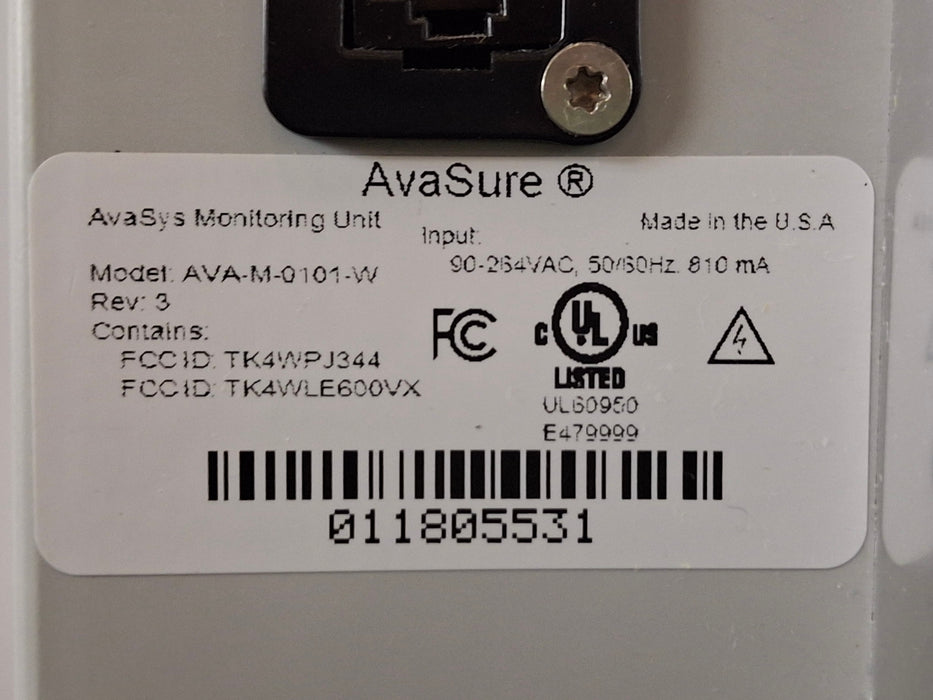 AvaSure ®
AvaSys Monitoring Unit
Made in the U.S.A
Input:
90-264VAC, 50/60Hz. 810 mA
Model: AVA-M-0101-W
Rev: 3
Contains:
FCC ID: TK4WPJ344
FCC ID: TK4WLE600VX
FC
C UL US
LISTED
UL60950
E479999
011805531